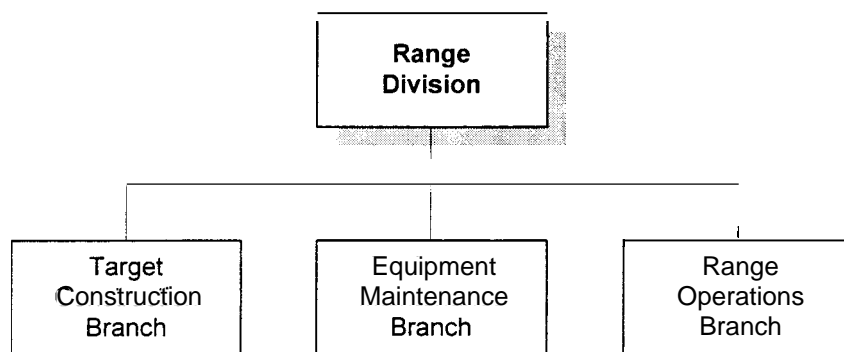 Range
Division
Target
Construction
Branch
Equipment
Maintenance
Branch
Range
Operations
Branch